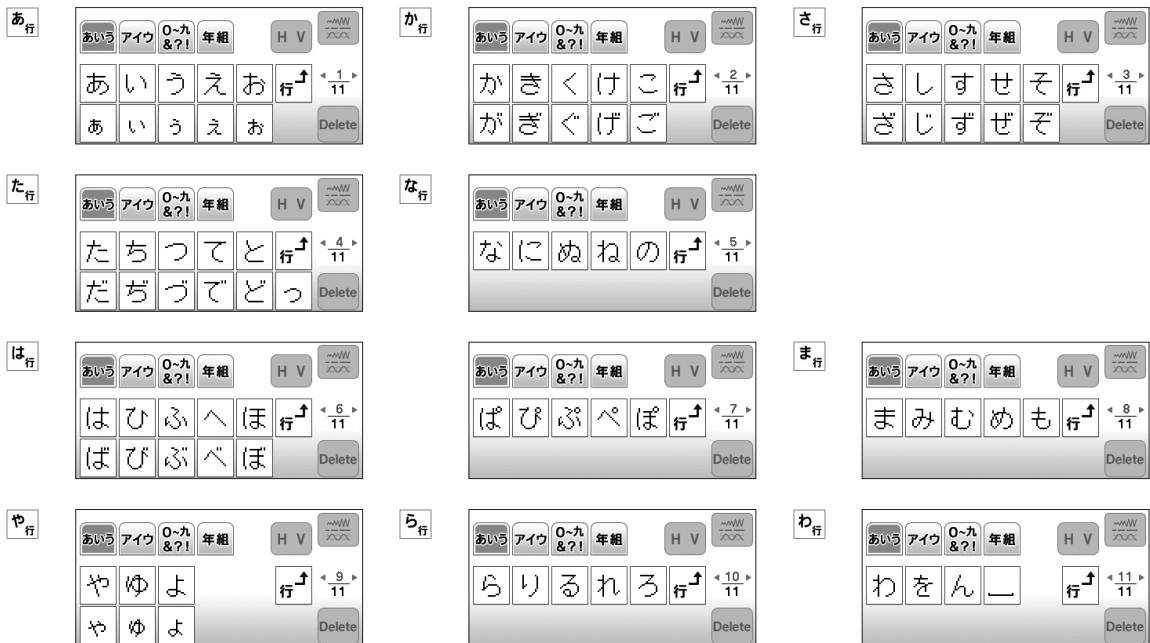 あ行
あいう アイウ 0~九&?! 年組 H V
あ い う え お 行 1/11
ぁ ぃ ぅ ぇ ぉ Delete
か行
あいう アイウ 0~九&?! 年組 H V
か き く け こ 行 2/11
が ぎ ぐ げ ご Delete
さ行
あいう アイウ 0~九&?! 年組 H V
さ し す せ そ 行 3/11
ざ じ ず ぜ ぞ Delete
た行
あいう アイウ 0~九&?! 年組 H V
た ち つ て と 行 4/11
だ ぢ づ で ど っ Delete
な行
あいう アイウ 0~九&?! 年組 H V
な に ぬ ね の 行 5/11
Delete
は行
あいう アイウ 0~九&?! 年組 H V
は ひ ふ へ ほ 行 6/11
ば び ぶ べ ぼ Delete
あいう アイウ 0~九&?! 年組 H V
ぱ ぴ ぷ ぺ ぽ 行 7/11
Delete
ま行
あいう アイウ 0~九&?! 年組 H V
ま み む め も 行 8/11
Delete
や行
あいう アイウ 0~九&?! 年組 H V
や ゆ よ 行 9/11
ゃ ゅ ょ Delete
ら行
あいう アイウ 0~九&?! 年組 H V
ら り る れ ろ 行 10/11
Delete
わ行
あいう アイウ 0~九&?! 年組 H V
わ を ん 行 11/11
Delete